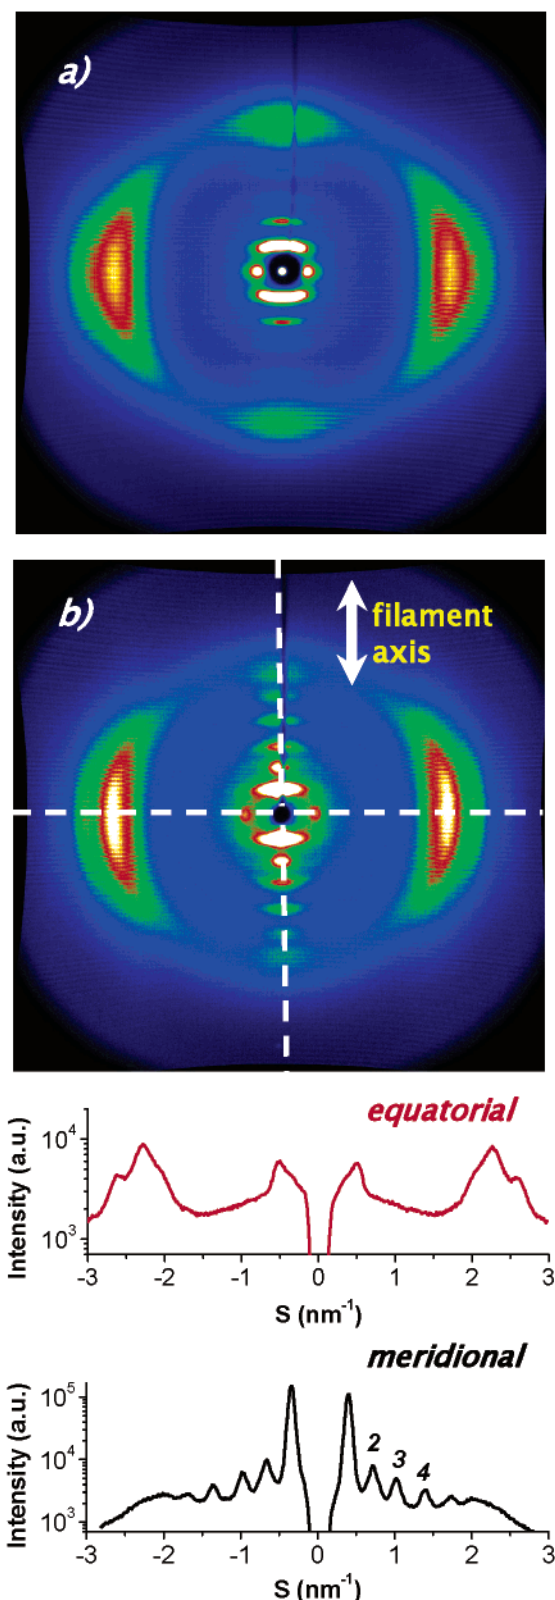 a)
b)
filament
axis
equatorial
Intensity (a.u.)
10⁴
10³
-3 -2 -1 0 1 2 3
S (nm⁻¹)
meridional
Intensity (a.u.)
10⁵
10⁴
10³
2 3 4
-3 -2 -1 0 1 2 3
S (nm⁻¹)